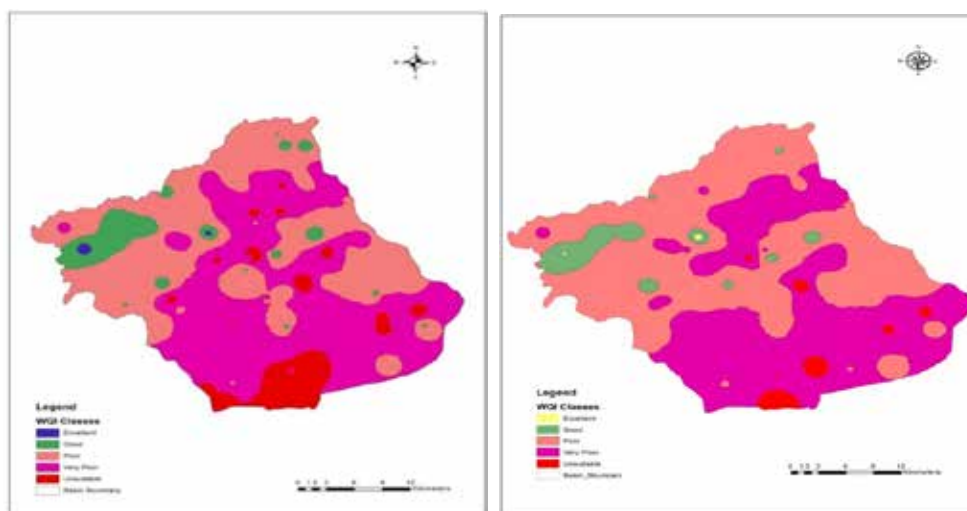 Legend
WQI Classes
Excellent
Good
Poor
Very Poor
Unsuitable
Basin Boundary
Kilometers
Legend
WQI Classes
Excellent
Good
Poor
Very Poor
Unsuitable
Basin_Boundary
Kilometers